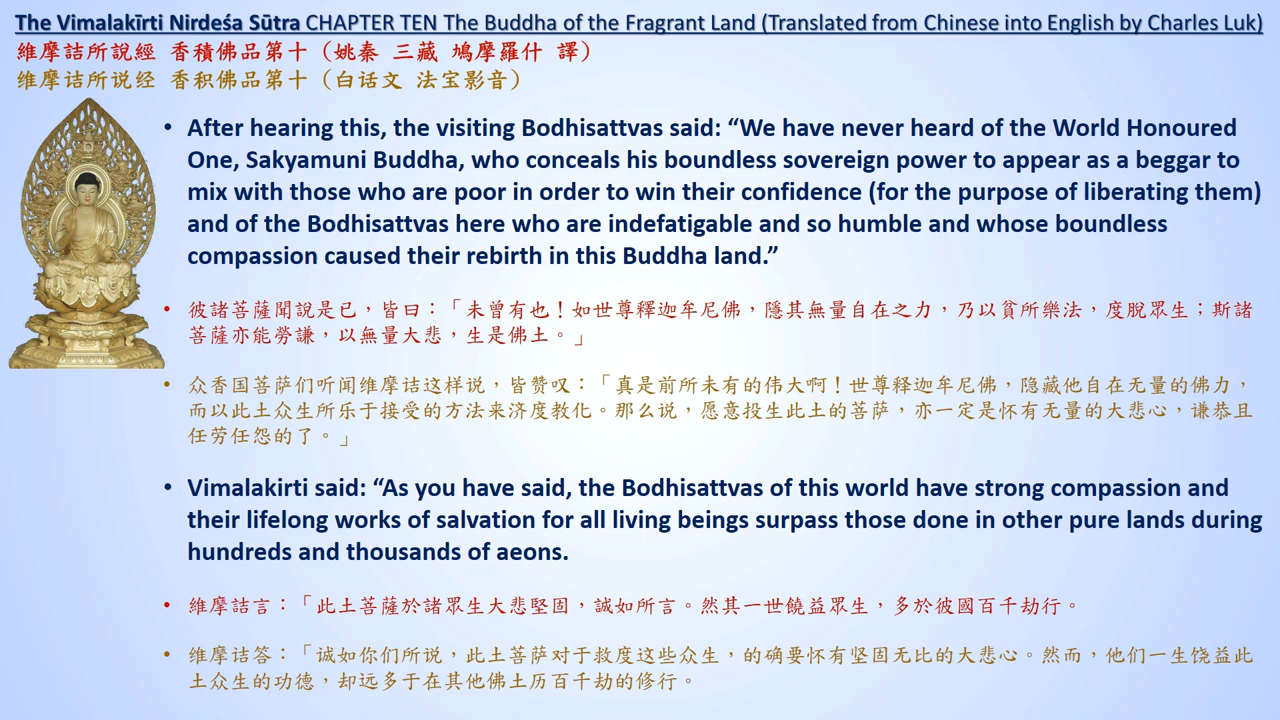 The Vimalakīrti Nirdeśa Sūtra CHAPTER TEN The Buddha of the Fragrant Land (Translated from Chinese into English by Charles Luk)
維摩詰所說經 香積佛品第十（姚秦 三藏 鳩摩羅什 譯）
维摩诘所说经 香积佛品第十（白话文 法宝影音）
• After hearing this, the visiting Bodhisattvas said: “We have never heard of the World Honoured
One, Sakyamuni Buddha, who conceals his boundless sovereign power to appear as a beggar to
mix with those who are poor in order to win their confidence (for the purpose of liberating them)
and of the Bodhisattvas here who are indefatigable and so humble and whose boundless
compassion caused their rebirth in this Buddha land.”
• 彼諸菩薩聞說是已，皆曰：「未曾有也！如世尊釋迦牟尼佛，隱其無量自在之力，乃以貧所樂法，度脫眾生；斯諸
菩薩亦能勞謙，以無量大悲，生是佛土。」
• 众香国菩萨们听闻维摩诘这样说，皆赞叹：「真是前所未有的伟大啊！世尊释迦牟尼佛，隐藏他自在无量的佛力，
而以此土众生所乐于接受的方法来济度教化。那么说，愿意投生此土的菩萨，亦一定是怀有无量的大悲心，谦恭且
任劳任怨的了。」
• Vimalakirti said: “As you have said, the Bodhisattvas of this world have strong compassion and
their lifelong works of salvation for all living beings surpass those done in other pure lands during
hundreds and thousands of aeons.
• 維摩詰言：「此土菩薩於諸眾生大悲堅固，誠如所言。然其一世饒益眾生，多於彼國百千劫行。
• 维摩诘答：「诚如你们所说，此土菩萨对于救度这些众生，的确要怀有坚固无比的大悲心。然而，他们一生饶益此
土众生的功德，却远多于在其他佛土历百千劫的修行。